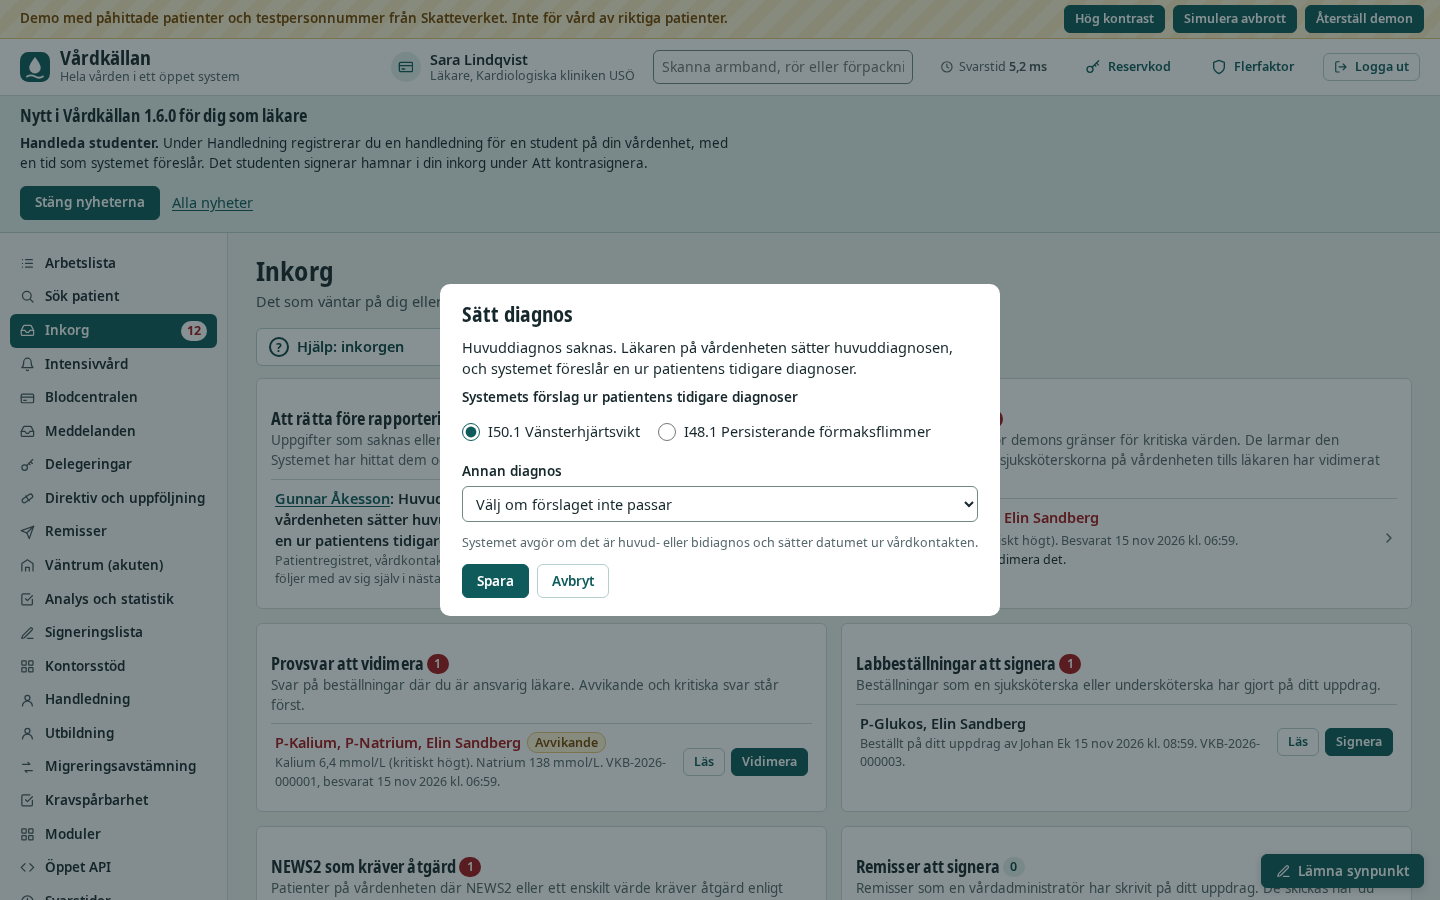 Demo med påhittade patienter och testpersonnummer från Skatteverket. Inte för vård av riktiga patienter.
Hög kontrast
Simulera avbrott
Återställ demon
Vårdkällan
Hela vården i ett öppet system
Sara Lindqvist
Läkare, Kardiologiska kliniken USÖ
Skanna armband, rör eller förpackni
Svarstid 5,2 ms
Reservkod
Flerfaktor
Logga ut
Nytt i Vårdkällan 1.6.0 för dig som läkare
Handleda studenter. Under Handledning registrerar du en handledning för en student på din vårdenhet, med
en tid som systemet föreslår. Det studenten signerar hamnar i din inkorg under Att kontrasignera.
Stäng nyheterna
Alla nyheter
Arbetslista
Sök patient
Inkorg
12
Intensivvård
Blodcentralen
Meddelanden
Delegeringar
Direktiv och uppföljning
Remisser
Väntrum (akuten)
Analys och statistik
Signeringslista
Kontorsstöd
Handledning
Utbildning
Migreringsavstämning
Kravspårbarhet
Moduler
Öppet API
Svarstider
Inkorg
Det som väntar på dig eller
? Hjälp: inkorgen
Att rätta före rapporteri
Uppgifter som saknas eller
Systemet har hittat dem o
Gunnar Åkesson: Huvud
vårdenheten sätter huvu
en ur patientens tidigare
Patientregistret, vårdkontak
följer med av sig själv i nästa
r demons gränser för kritiska värden. De larmar den
sjuksköterskorna på vårdenheten tills läkaren har vidimerat
Elin Sandberg
skt högt). Besvarat 15 nov 2026 kl. 06:59.
dimera det.
Sätt diagnos
Huvuddiagnos saknas. Läkaren på vårdenheten sätter huvuddiagnosen,
och systemet föreslår en ur patientens tidigare diagnoser.
Systemets förslag ur patientens tidigare diagnoser
I50.1 Vänsterhjärtsvikt
I48.1 Persisterande förmaksflimmer
Annan diagnos
Välj om förslaget inte passar
Systemet avgör om det är huvud- eller bidiagnos och sätter datumet ur vårdkontakten.
Spara
Avbryt
Provsvar att vidimera 1
Svar på beställningar där du är ansvarig läkare. Avvikande och kritiska svar står
först.
P-Kalium, P-Natrium, Elin Sandberg Avvikande
Kalium 6,4 mmol/L (kritiskt högt). Natrium 138 mmol/L. VKB-2026-
000001, besvarat 15 nov 2026 kl. 06:59.
Läs
Vidimera
Labbeställningar att signera 1
Beställningar som en sjuksköterska eller undersköterska har gjort på ditt uppdrag.
P-Glukos, Elin Sandberg
Beställt på ditt uppdrag av Johan Ek 15 nov 2026 kl. 08:59. VKB-2026-
000003.
Läs
Signera
NEWS2 som kräver åtgärd 1
Patienter på vårdenheten där NEWS2 eller ett enskilt värde kräver åtgärd enligt
Remisser att signera 0
Remisser som en vårdadministratör har skrivit på ditt uppdrag. De skickas när du
Lämna synpunkt